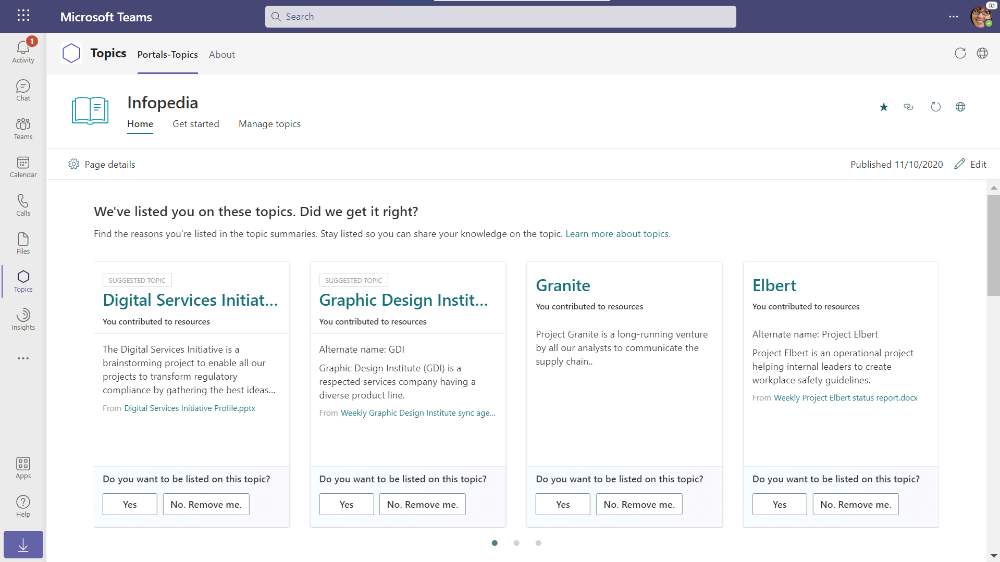 Microsoft Teams
Search
R1
1
Activity
Chat
Teams
Calendar
Calls
Files
Topics
Insights
Apps
Help
Topics
Portals-Topics
About
Infopedia
Home
Get started
Manage topics
Page details
Published 11/10/2020
Edit
We've listed you on these topics. Did we get it right?
Find the reasons you're listed in the topic summaries. Stay listed so you can share your knowledge on the topic. Learn more about topics.
SUGGESTED TOPIC
Digital Services Initiat...
You contributed to resources
The Digital Services Initiative is a
brainstorming project to enable all our
projects to transform regulatory
compliance by gathering the best ideas...
From Digital Services Initiative Profile.pptx
Do you want to be listed on this topic?
Yes
No. Remove me.
SUGGESTED TOPIC
Graphic Design Instit...
You contributed to resources
Alternate name: GDI
Graphic Design Institute (GDI) is a
respected services company having a
diverse product line.
From Weekly Graphic Design Institute sync age...
Do you want to be listed on this topic?
Yes
No. Remove me.
Granite
You contributed to resources
Project Granite is a long-running venture
by all our analysts to communicate the
supply chain..
Do you want to be listed on this topic?
Yes
No. Remove me.
Elbert
You contributed to resources
Alternate name: Project Elbert
Project Elbert is an operational project
helping internal leaders to create
workplace safety guidelines.
From Weekly Project Elbert status report.docx
Do you want to be listed on this topic?
Yes
No. Remove me.